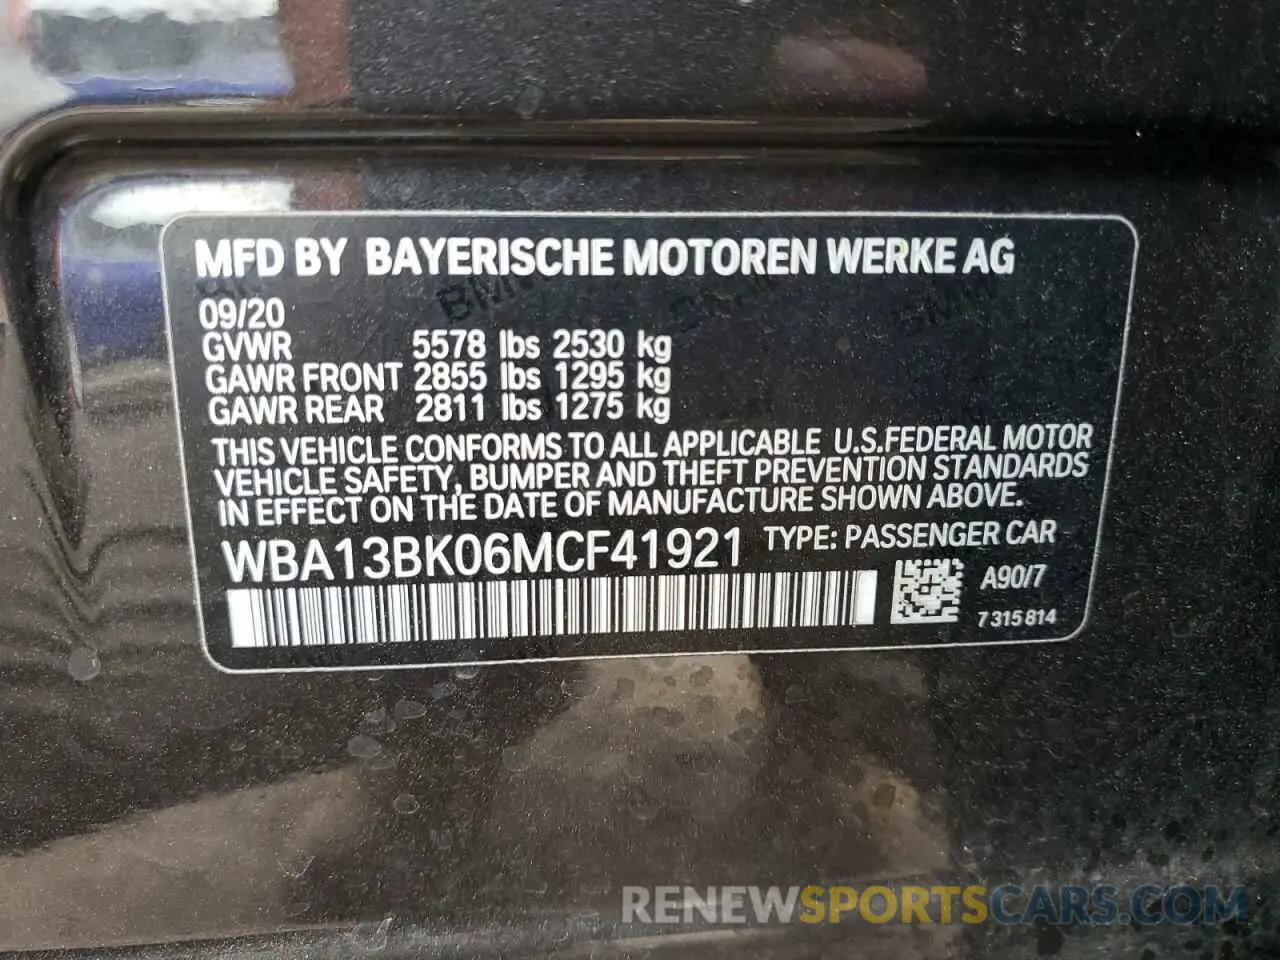 MFD BY BAYERISCHE MOTOREN WERKE AG
09/20
GVWR 5578 lbs 2530 kg
GAWR FRONT 2855 lbs 1295 kg
GAWR REAR 2811 lbs 1275 kg
THIS VEHICLE CONFORMS TO ALL APPLICABLE U.S.FEDERAL MOTOR
VEHICLE SAFETY, BUMPER AND THEFT PREVENTION STANDARDS
IN EFFECT ON THE DATE OF MANUFACTURE SHOWN ABOVE.
WBA13BK06MCF41921 TYPE: PASSENGER CAR
A90/7
7 315 814
RENEWSPORTSCARS.COM